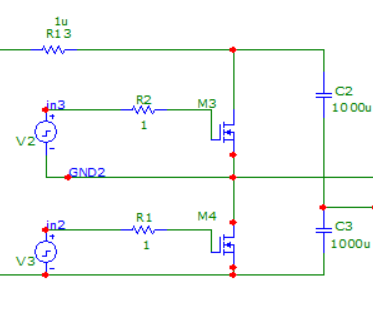 1u
R13
C2
1000u
in3
R2
M3
V2
1
GND2
in2
R1
M4
C3
1000u
V3
1